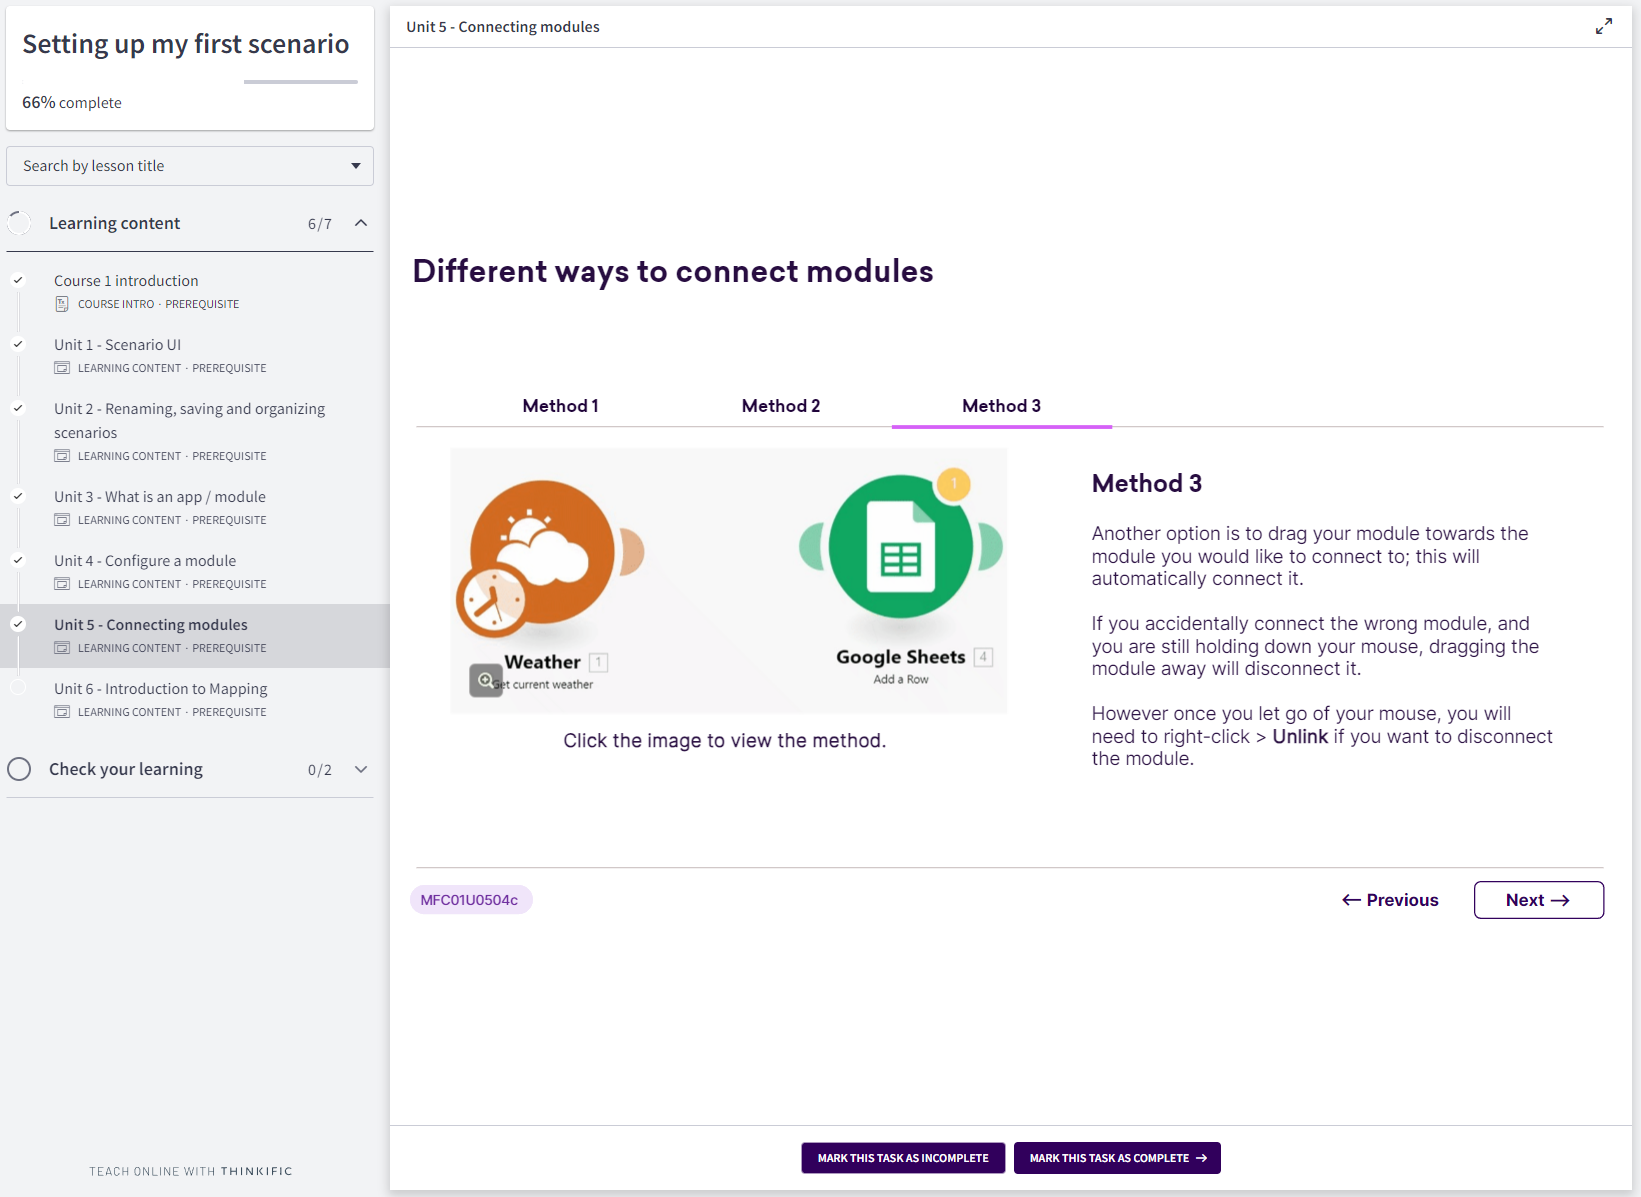 Setting up my first scenario
66% complete
Search by lesson title
Learning content 6/7
Course 1 introduction
COURSE INTRO · PREREQUISITE
Unit 1 - Scenario UI
LEARNING CONTENT · PREREQUISITE
Unit 2 - Renaming, saving and organizing
scenarios
LEARNING CONTENT · PREREQUISITE
Unit 3 - What is an app / module
LEARNING CONTENT · PREREQUISITE
Unit 4 - Configure a module
LEARNING CONTENT · PREREQUISITE
Unit 5 - Connecting modules
LEARNING CONTENT · PREREQUISITE
Unit 6 - Introduction to Mapping
LEARNING CONTENT · PREREQUISITE
Check your learning 0/2
TEACH ONLINE WITH THINKIFIC
Unit 5 - Connecting modules
Different ways to connect modules
Method 1 Method 2 Method 3
1
Weather 1
Get current weather
Google Sheets 4
Add a Row
Click the image to view the method.
Method 3
Another option is to drag your module towards the
module you would like to connect to; this will
automatically connect it.
If you accidentally connect the wrong module, and
you are still holding down your mouse, dragging the
module away will disconnect it.
However once you let go of your mouse, you will
need to right-click > Unlink if you want to disconnect
the module.
MFC01U0504c
← Previous Next →
MARK THIS TASK AS INCOMPLETE MARK THIS TASK AS COMPLETE →